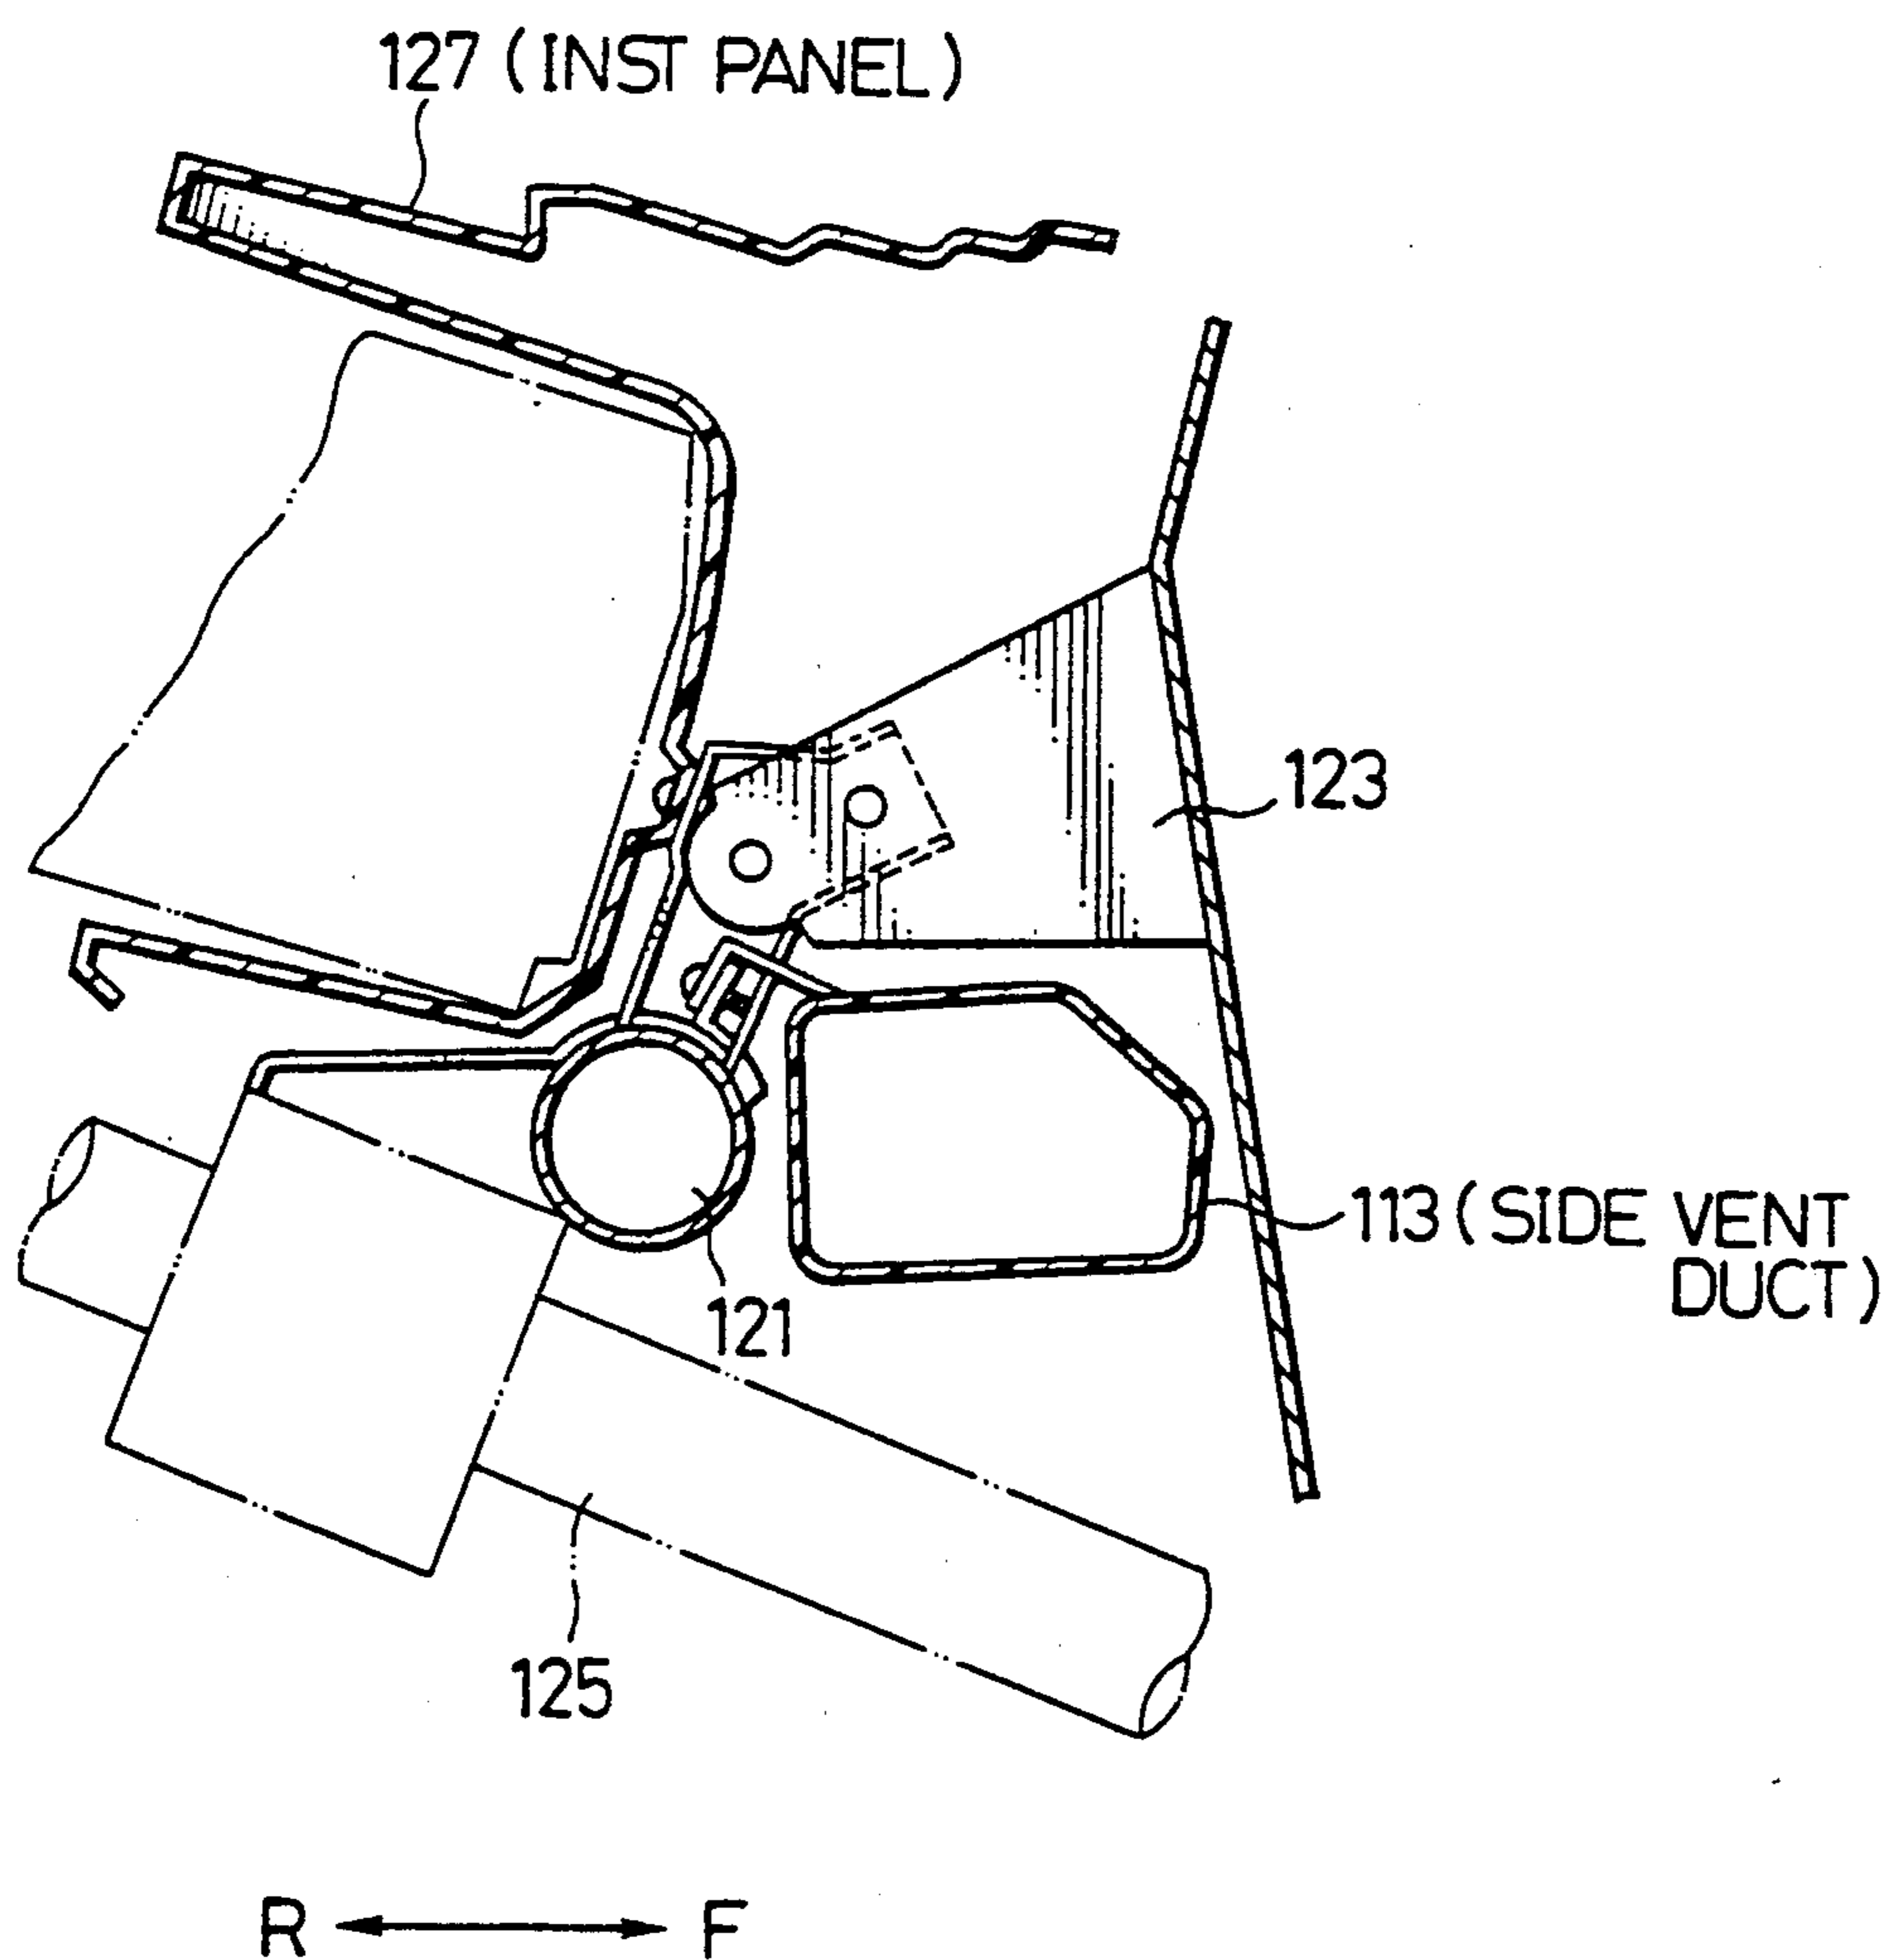 127 (INST PANEL)
123
113 (SIDE VENT
DUCT)
121
125
R F